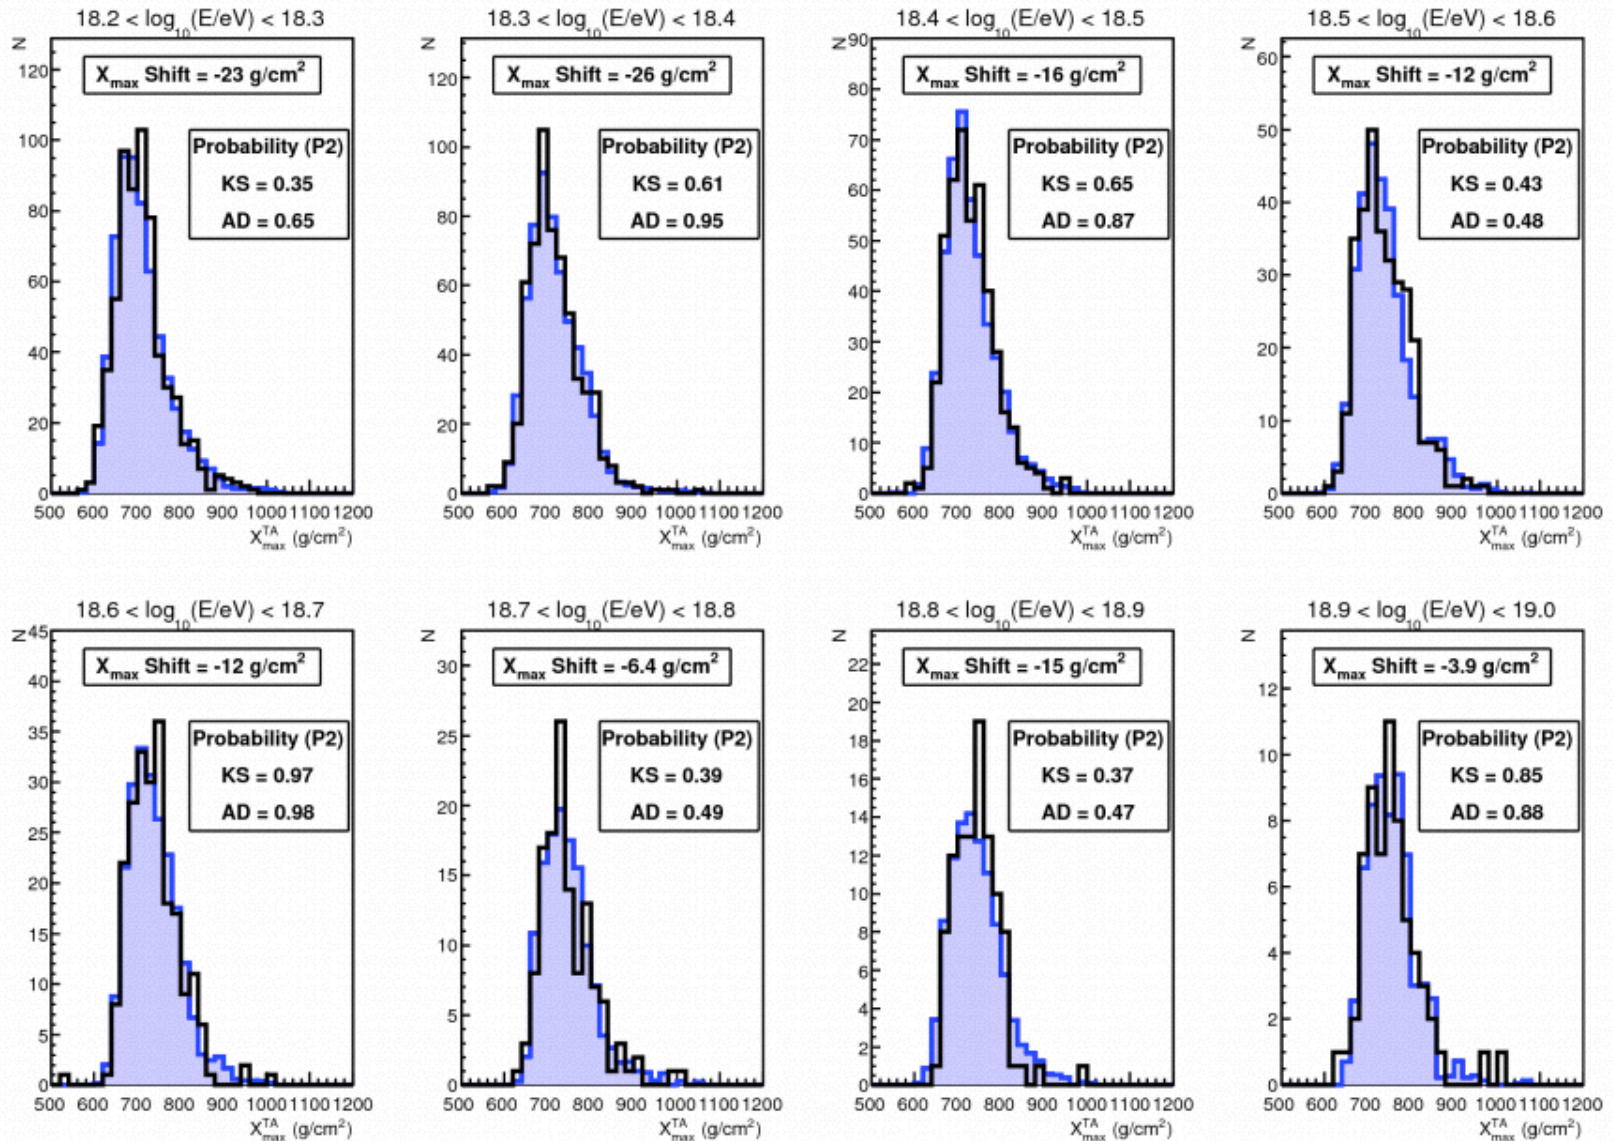 18.2 < log10(E/eV) < 18.3
N
Xmax Shift = -23 g/cm2
Probability (P2)
KS = 0.35
AD = 0.65
120
100
80
60
40
20
0
500 600 700 800 900 1000 1100 1200
XTAmax (g/cm2)
18.3 < log10(E/eV) < 18.4
N
Xmax Shift = -26 g/cm2
Probability (P2)
KS = 0.61
AD = 0.95
120
100
80
60
40
20
0
500 600 700 800 900 1000 1100 1200
XTAmax (g/cm2)
18.4 < log10(E/eV) < 18.5
N
Xmax Shift = -16 g/cm2
Probability (P2)
KS = 0.65
AD = 0.87
90
80
70
60
50
40
30
20
10
0
500 600 700 800 900 1000 1100 1200
XTAmax (g/cm2)
18.5 < log10(E/eV) < 18.6
N
Xmax Shift = -12 g/cm2
Probability (P2)
KS = 0.43
AD = 0.48
60
50
40
30
20
10
0
500 600 700 800 900 1000 1100 1200
XTAmax (g/cm2)
18.6 < log10(E/eV) < 18.7
N
Xmax Shift = -12 g/cm2
Probability (P2)
KS = 0.97
AD = 0.98
45
40
35
30
25
20
15
10
5
0
500 600 700 800 900 1000 1100 1200
XTAmax (g/cm2)
18.7 < log10(E/eV) < 18.8
N
Xmax Shift = -6.4 g/cm2
Probability (P2)
KS = 0.39
AD = 0.49
30
25
20
15
10
5
0
500 600 700 800 900 1000 1100 1200
XTAmax (g/cm2)
18.8 < log10(E/eV) < 18.9
N
Xmax Shift = -15 g/cm2
Probability (P2)
KS = 0.37
AD = 0.47
22
20
18
16
14
12
10
8
6
4
2
0
500 600 700 800 900 1000 1100 1200
XTAmax (g/cm2)
18.9 < log10(E/eV) < 19.0
N
Xmax Shift = -3.9 g/cm2
Probability (P2)
KS = 0.85
AD = 0.88
12
10
8
6
4
2
0
500 600 700 800 900 1000 1100 1200
XTAmax (g/cm2)